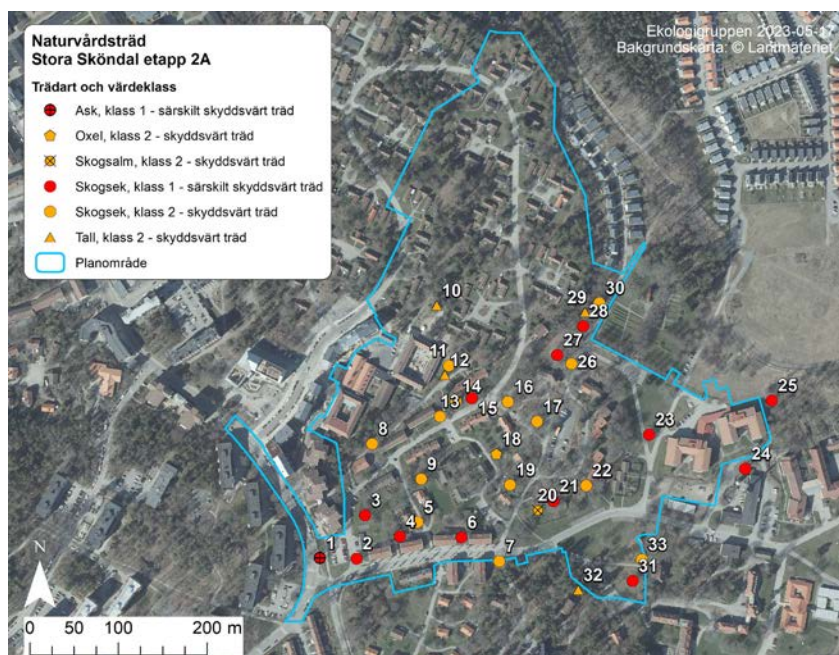 Naturvårdsträd
Stora Sköndal etapp 2A
Trädart och värdeklass
Ask, klass 1 - särskilt skyddsvärt träd
Oxel, klass 2 - skyddsvärt träd
Skogsalm, klass 2 - skyddsvärt träd
Skogsek, klass 1 - särskilt skyddsvärt träd
Skogsek, klass 2 - skyddsvärt träd
Tall, klass 2 - skyddsvärt träd
Planområde
Ekologigruppen 2023-05-17
Bakgrundskarta: © Lantmäteriet
30
29
10
28
27
26
11
12
14
16
25
13
15
17
23
8
18
24
9
19
22
20
21
3
5
4
6
1
2
7
33
31
32
N
0 50 100 200 m